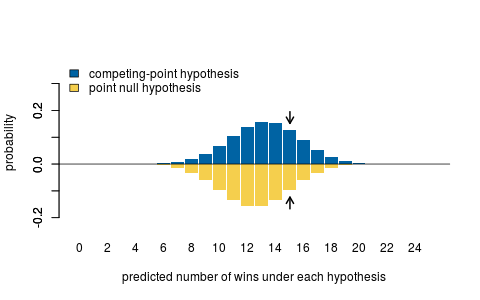 competing-point hypothesis
point null hypothesis
probability
0.2
0.0
-0.2
0 2 4 6 8 10 12 14 16 18 20 22 24
predicted number of wins under each hypothesis